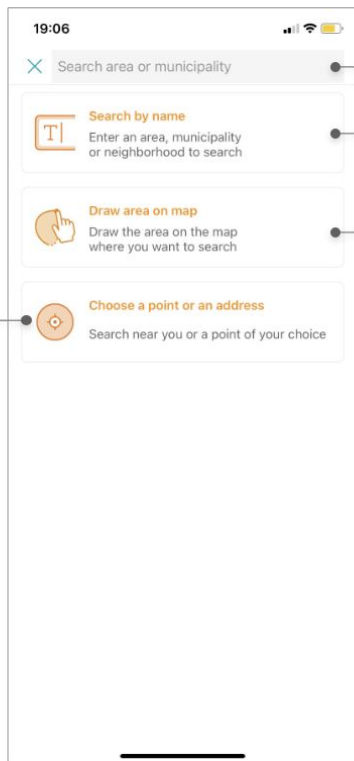 19:06
Search area or municipality
Search by name
T
Enter an area, municipality
or neighborhood to search
Draw area on map
Draw the area on the map
where you want to search
Choose a point or an address
Search near you or a point of your choice